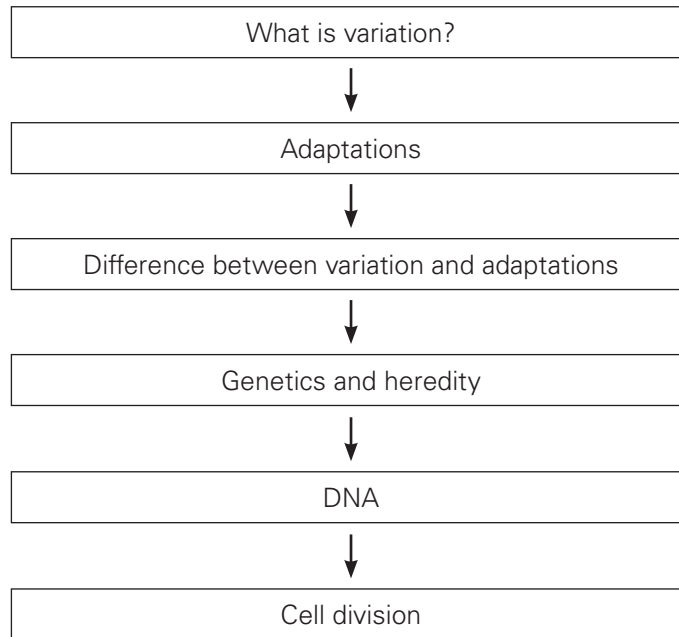 What is variation?
Adaptations
Difference between variation and adaptations
Genetics and heredity
DNA
Cell division